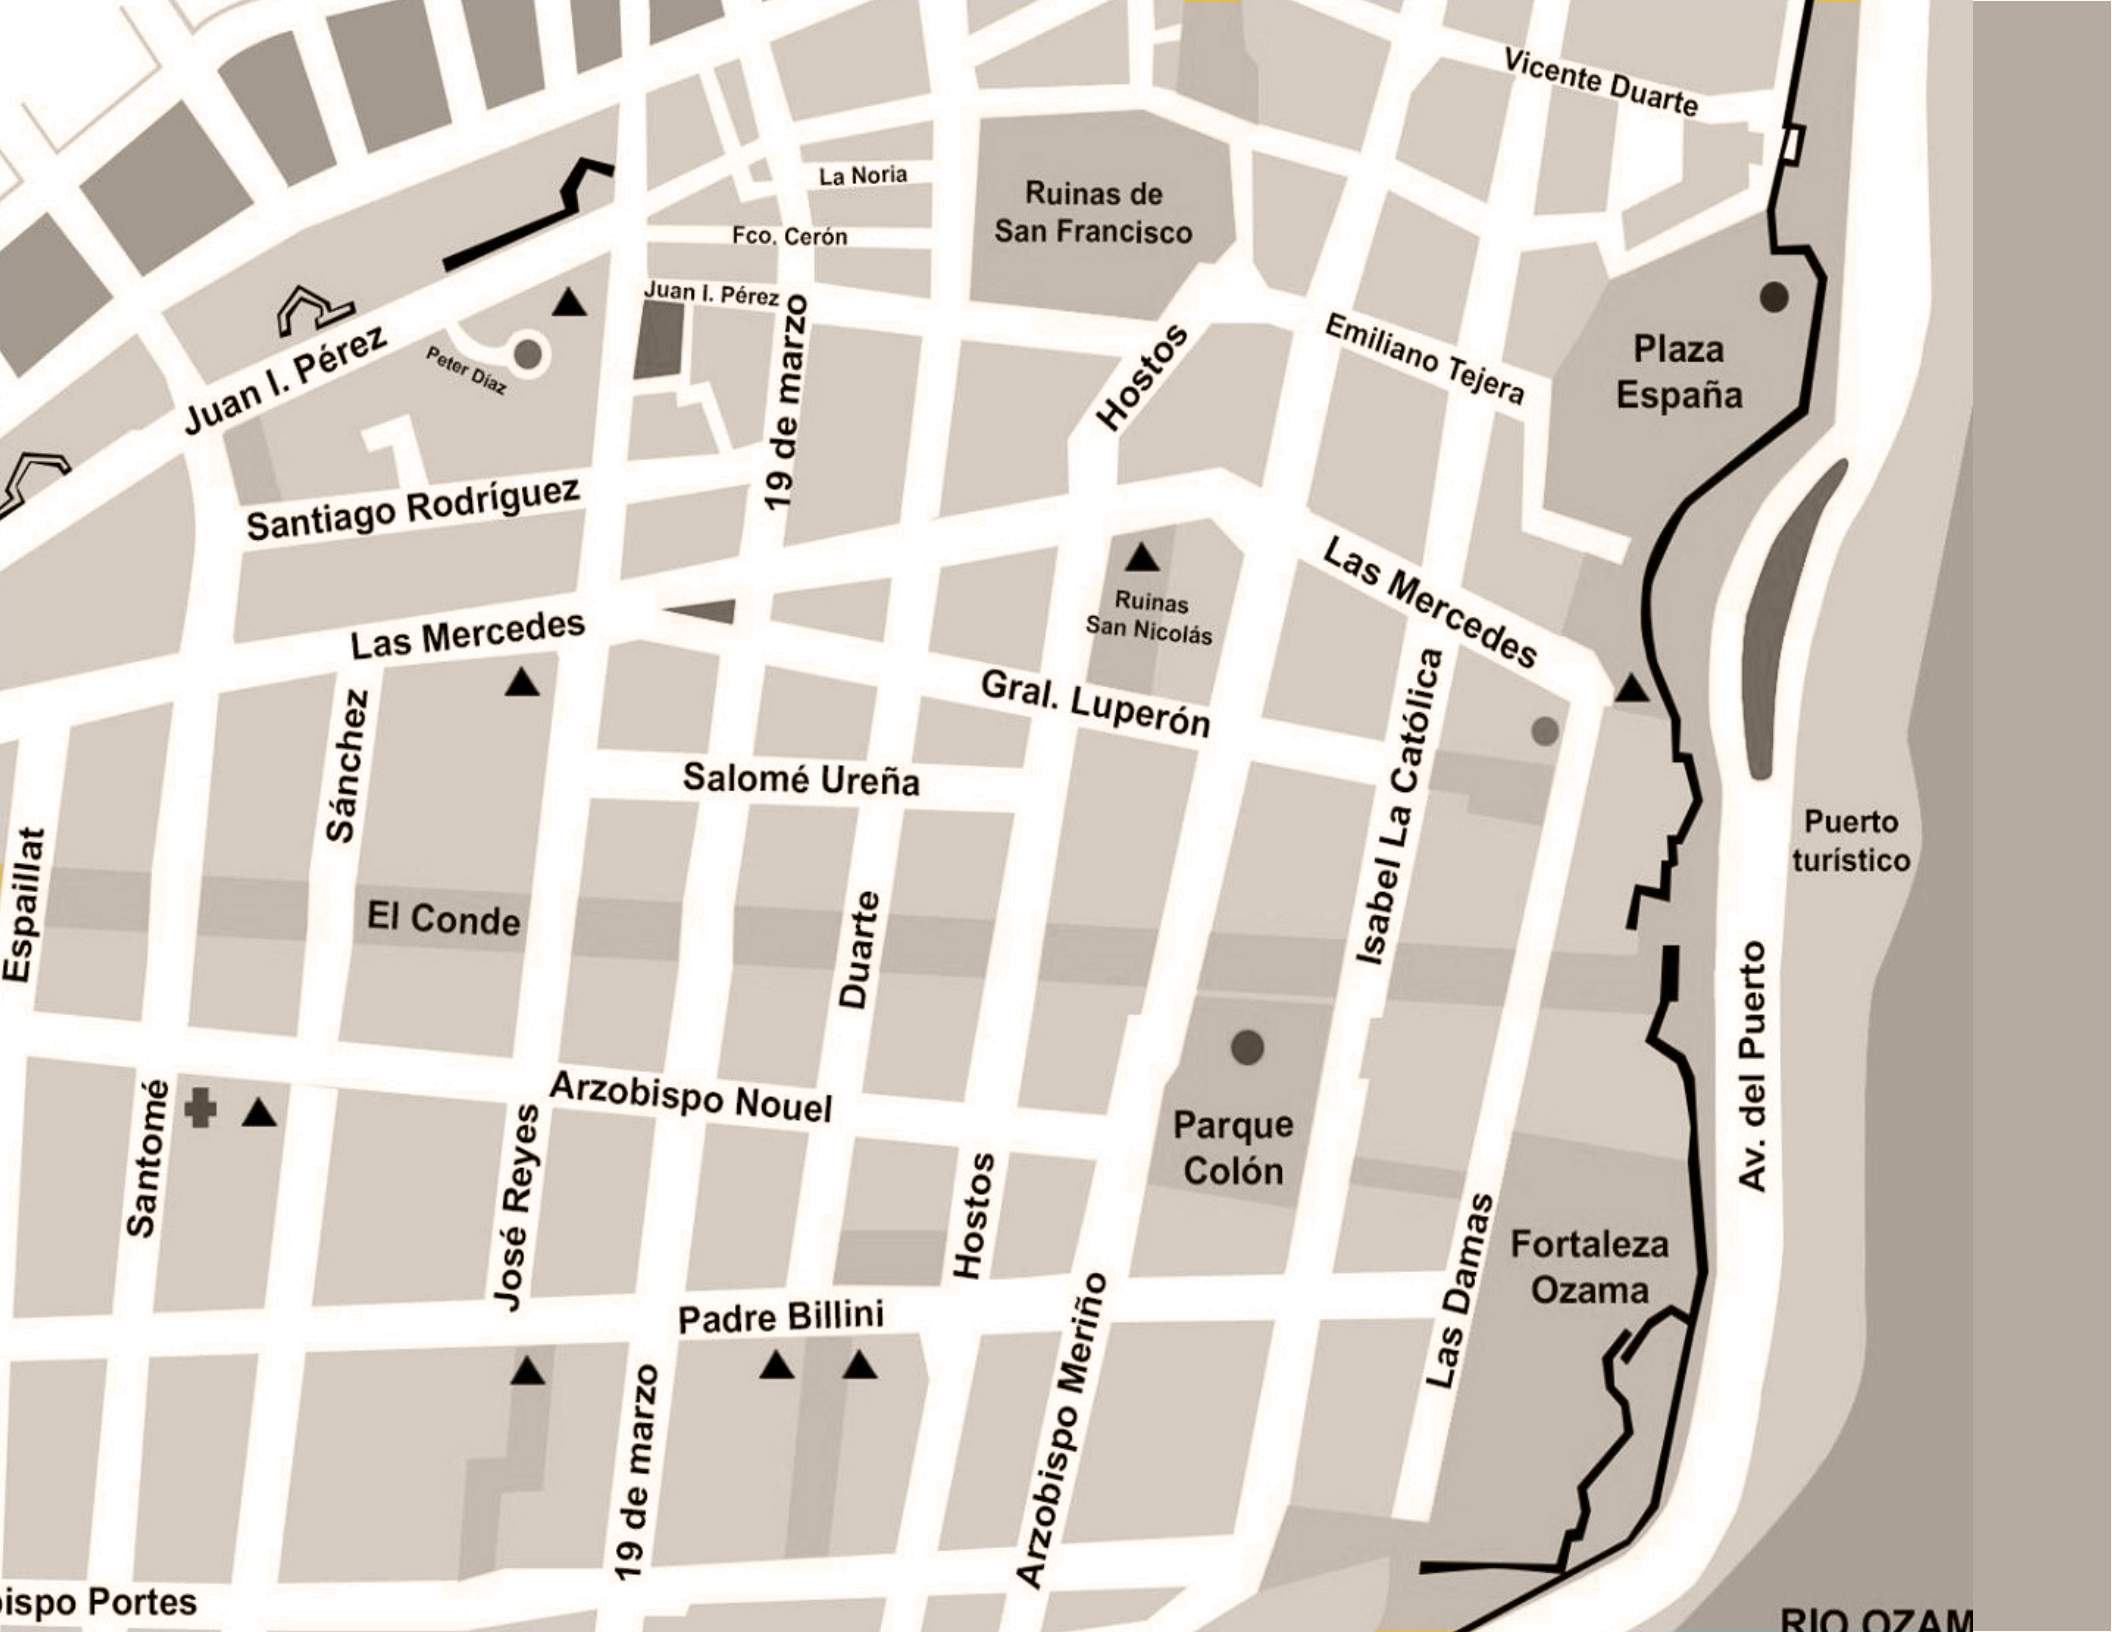 Vicente Duarte
La Noria
Ruinas de
San Francisco
Fco. Cerón
Juan I. Pérez
19 de marzo
Hostos
Emiliano Tejera
Plaza
España
Juan I. Pérez
Peter Díaz
Santiago Rodríguez
Las Mercedes
Ruinas
San Nicolás
Las Mercedes
Gral. Luperón
Sánchez
Salomé Ureña
Isabel La Católica
Puerto
turístico
Espaillat
El Conde
Duarte
Av. del Puerto
Santomé
Arzobispo Nouel
José Reyes
Parque
Colón
Hostos
Las Damas
Fortaleza
Ozama
Padre Billini
19 de marzo
Arzobispo Meriño
ispo Portes
RIO OZAM